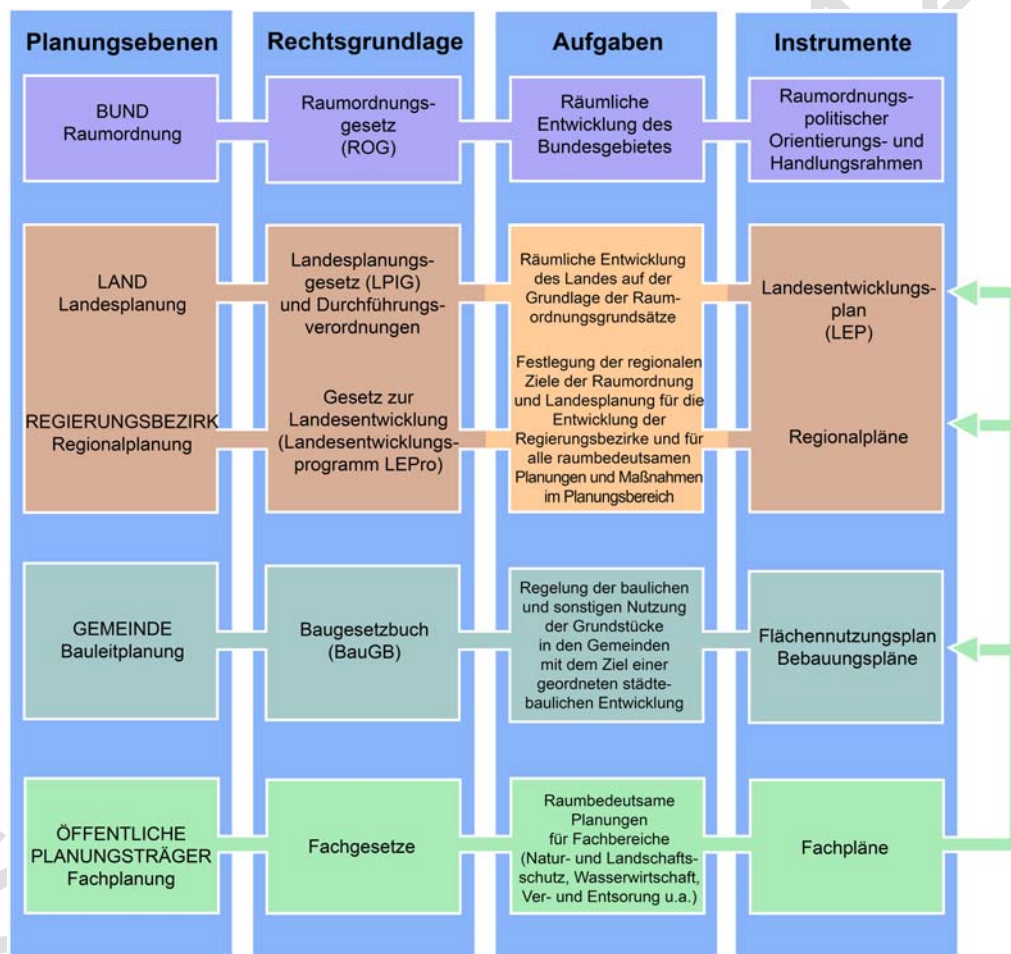 Planungsebenen
Rechtsgrundlage
Aufgaben
Instrumente
BUND
Raumordnung
Raumordnungs-
gesetz
(ROG)
Räumliche
Entwicklung des
Bundesgebietes
Raumordnungs-
politischer
Orientierungs- und
Handlungsrahmen
LAND
Landesplanung
Landesplanungs-
gesetz (LPIG)
und Durchführungs-
verordnungen
Räumliche Entwicklung
des Landes auf der
Grundlage der Raum-
ordnungsgrundsätze
Landesentwicklungs-
plan
(LEP)
REGIERUNGSBEZIRK
Regionalplanung
Gesetz zur
Landesentwicklung
(Landesentwicklungs-
programm LEPro)
Festlegung der regionalen
Ziele der Raumordnung
und Landesplanung für die
Entwicklung der
Regierungsbezirke und für
alle raumbedeutsamen
Planungen und Maßnahmen
im Planungsbereich
Regionalpläne
GEMEINDE
Bauleitplanung
Baugesetzbuch
(BauGB)
Regelung der baulichen
und sonstigen Nutzung
der Grundstücke
in den Gemeinden
mit dem Ziel einer
geordneten städte-
baulichen Entwicklung
Flächennutzungsplan
Bebauungspläne
ÖFFENTLICHE
PLANUNGSTRÄGER
Fachplanung
Fachgesetze
Raumbedeutsame
Planungen
für Fachbereiche
(Natur- und Landschafts-
schutz, Wasserwirtschaft,
Ver- und Entsorung u.a.)
Fachpläne